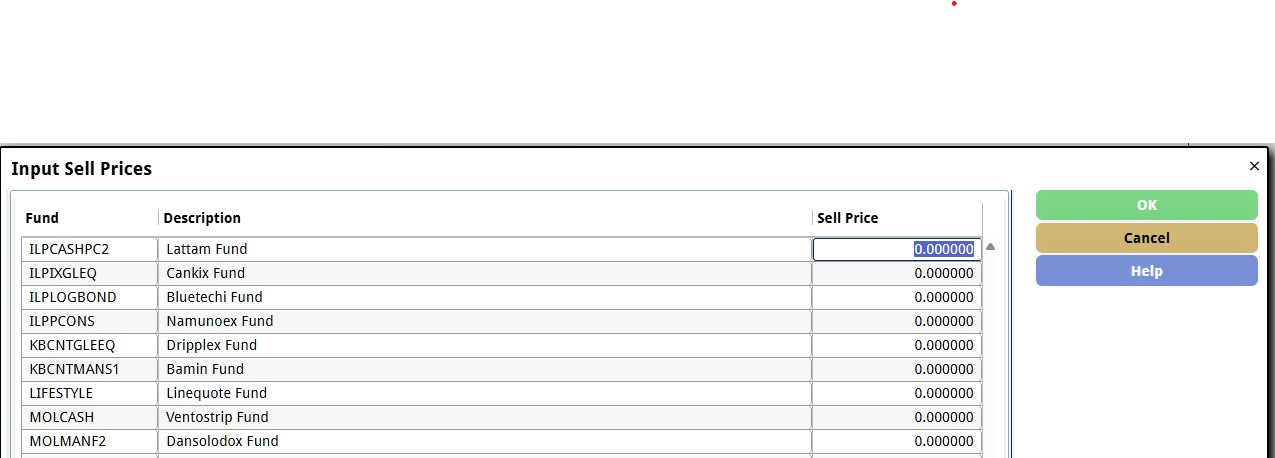 Input Sell Prices ×
Fund Description Sell Price
OK
Cancel
Help
ILPCASHPC2 Lattam Fund 0.000000
ILPIXGLEQ Cankix Fund 0.000000
ILPLOGBOND Bluetechi Fund 0.000000
ILPPCONS Namunoex Fund 0.000000
KBCNTGLEEQ Dripplex Fund 0.000000
KBCNTMANS1 Bamin Fund 0.000000
LIFESTYLE Linequote Fund 0.000000
MOLCASH Ventostrip Fund 0.000000
MOLMANF2 Dansolodox Fund 0.000000